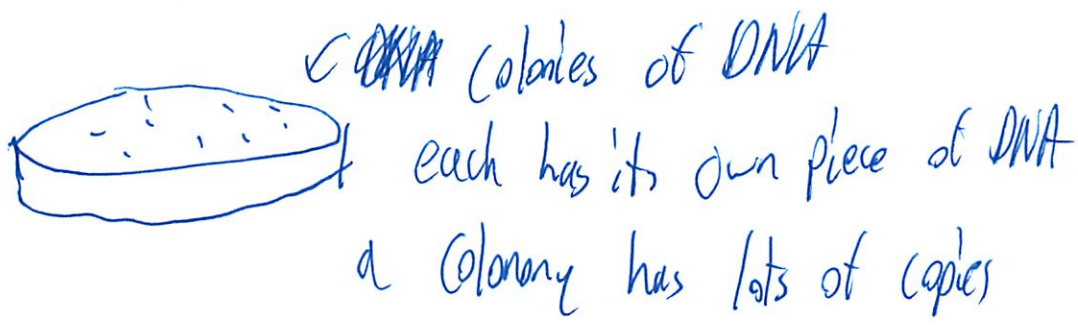 colonies of DNA
each has its own piece of DNA
a colonony has lots of copies